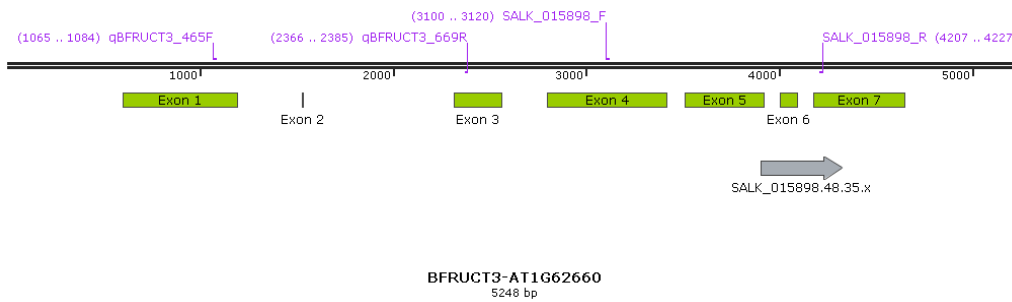 (3100 .. 3120) SALK_015898_F
(1065 .. 1084) qBFRUCT3_465F
(2366 .. 2385) qBFRUCT3_669R
SALK_015898_R (4207 .. 4227)
1000
2000
3000
4000
5000
Exon 1
Exon 4
Exon 5
Exon 7
Exon 2
Exon 3
Exon 6
SALK_015898.48.35.x
BFRUCT3-AT1G62660
5248 bp